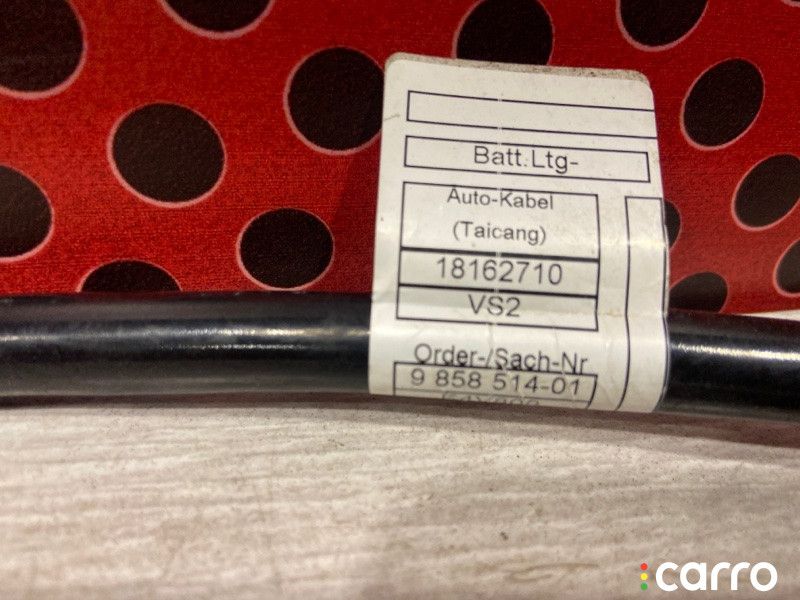 Batt.Ltg-
Auto-Kabel
(Taicang)
18162710
VS2
Order-/Sach-Nr
9 858 514-01
carro